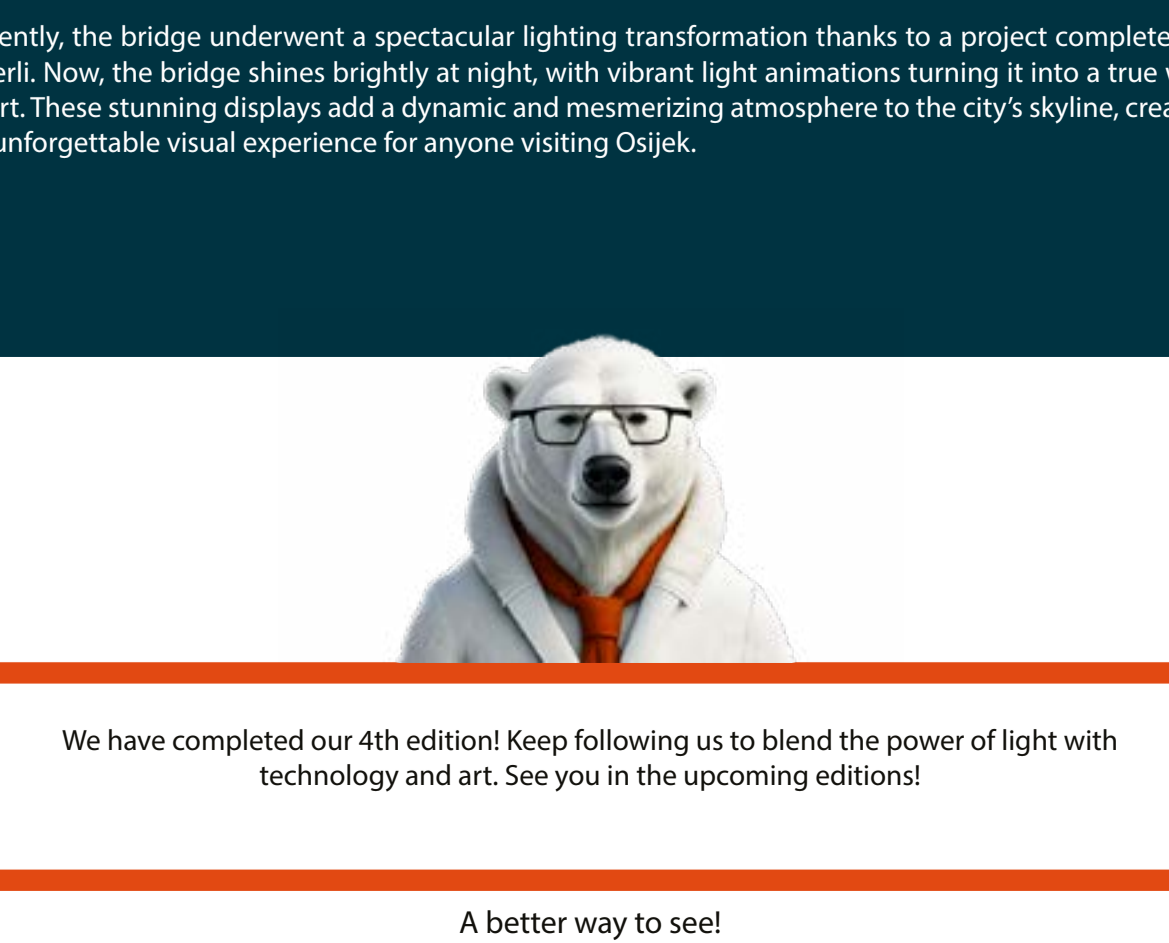 ently, the bridge underwent a spectacular lighting transformation thanks to a project complete
erli. Now, the bridge shines brightly at night, with vibrant light animations turning it into a true
rt. These stunning displays add a dynamic and mesmerizing atmosphere to the city's skyline, crea
unforgettable visual experience for anyone visiting Osijek.
We have completed our 4th edition! Keep following us to blend the power of light with
technology and art. See you in the upcoming editions!
A better way to see!